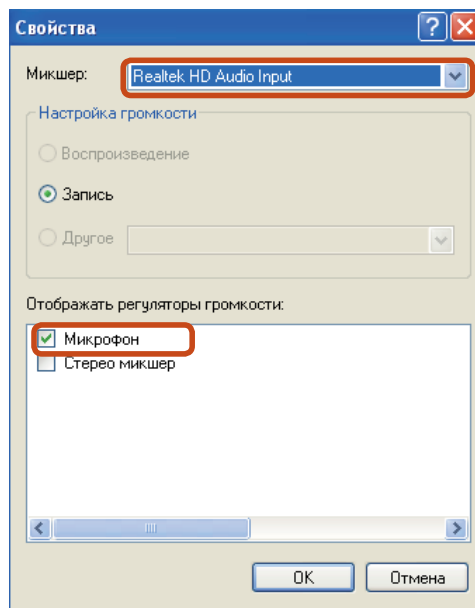 Свойства
Микшер: Realtek HD Audio Input
Настройка громкости
Воспроизведение
Запись
Другое
Отображать регуляторы громкости:
Микрофон
Стерео микшер
OK Отмена